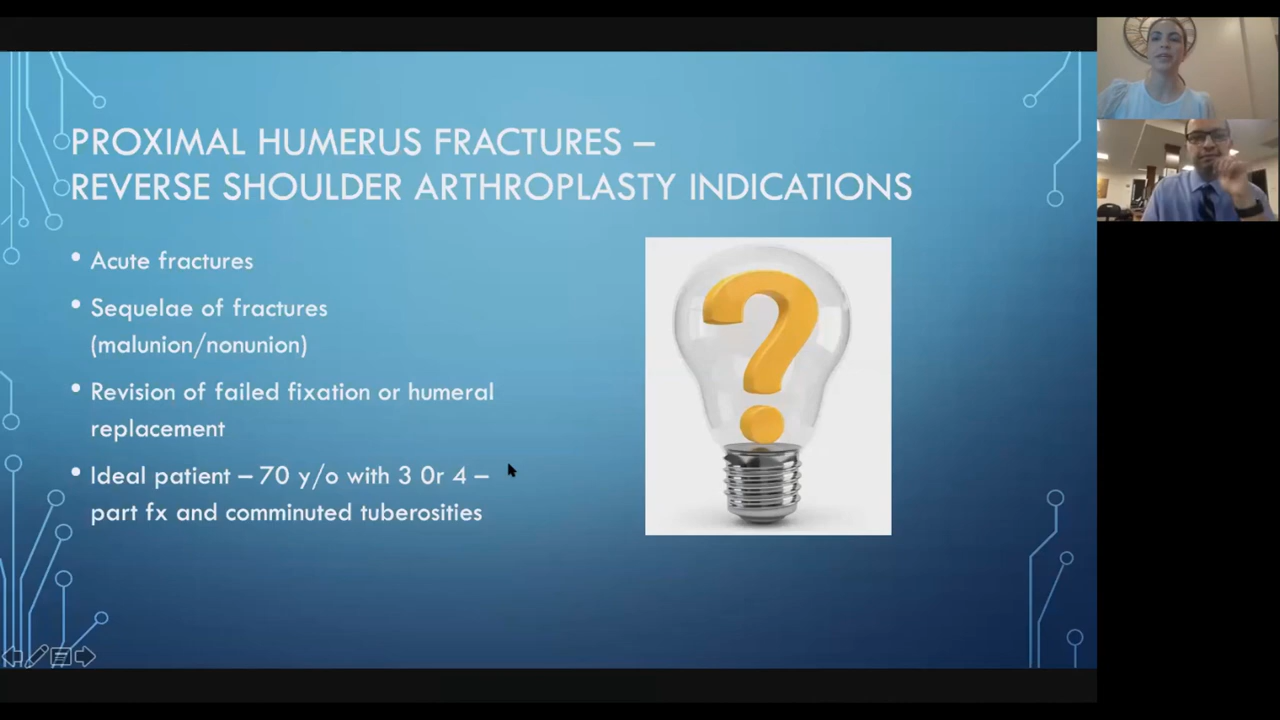 PROXIMAL HUMERUS FRACTURES –
REVERSE SHOULDER ARTHROPLASTY INDICATIONS
• Acute fractures
• Sequelae of fractures
(malunion/nonunion)
• Revision of failed fixation or humeral
replacement
• Ideal patient – 70 y/o with 3 0r 4 –
part fx and comminuted tuberosities
?